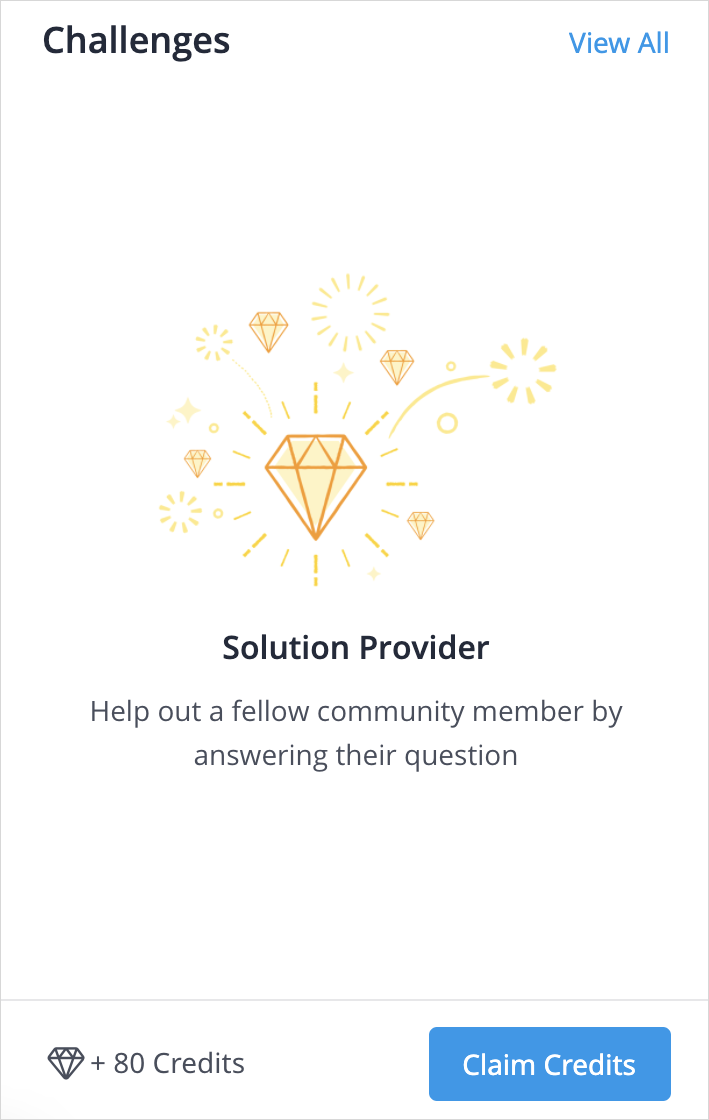 Challenges
View All
Solution Provider
Help out a fellow community member by
answering their question
+ 80 Credits
Claim Credits